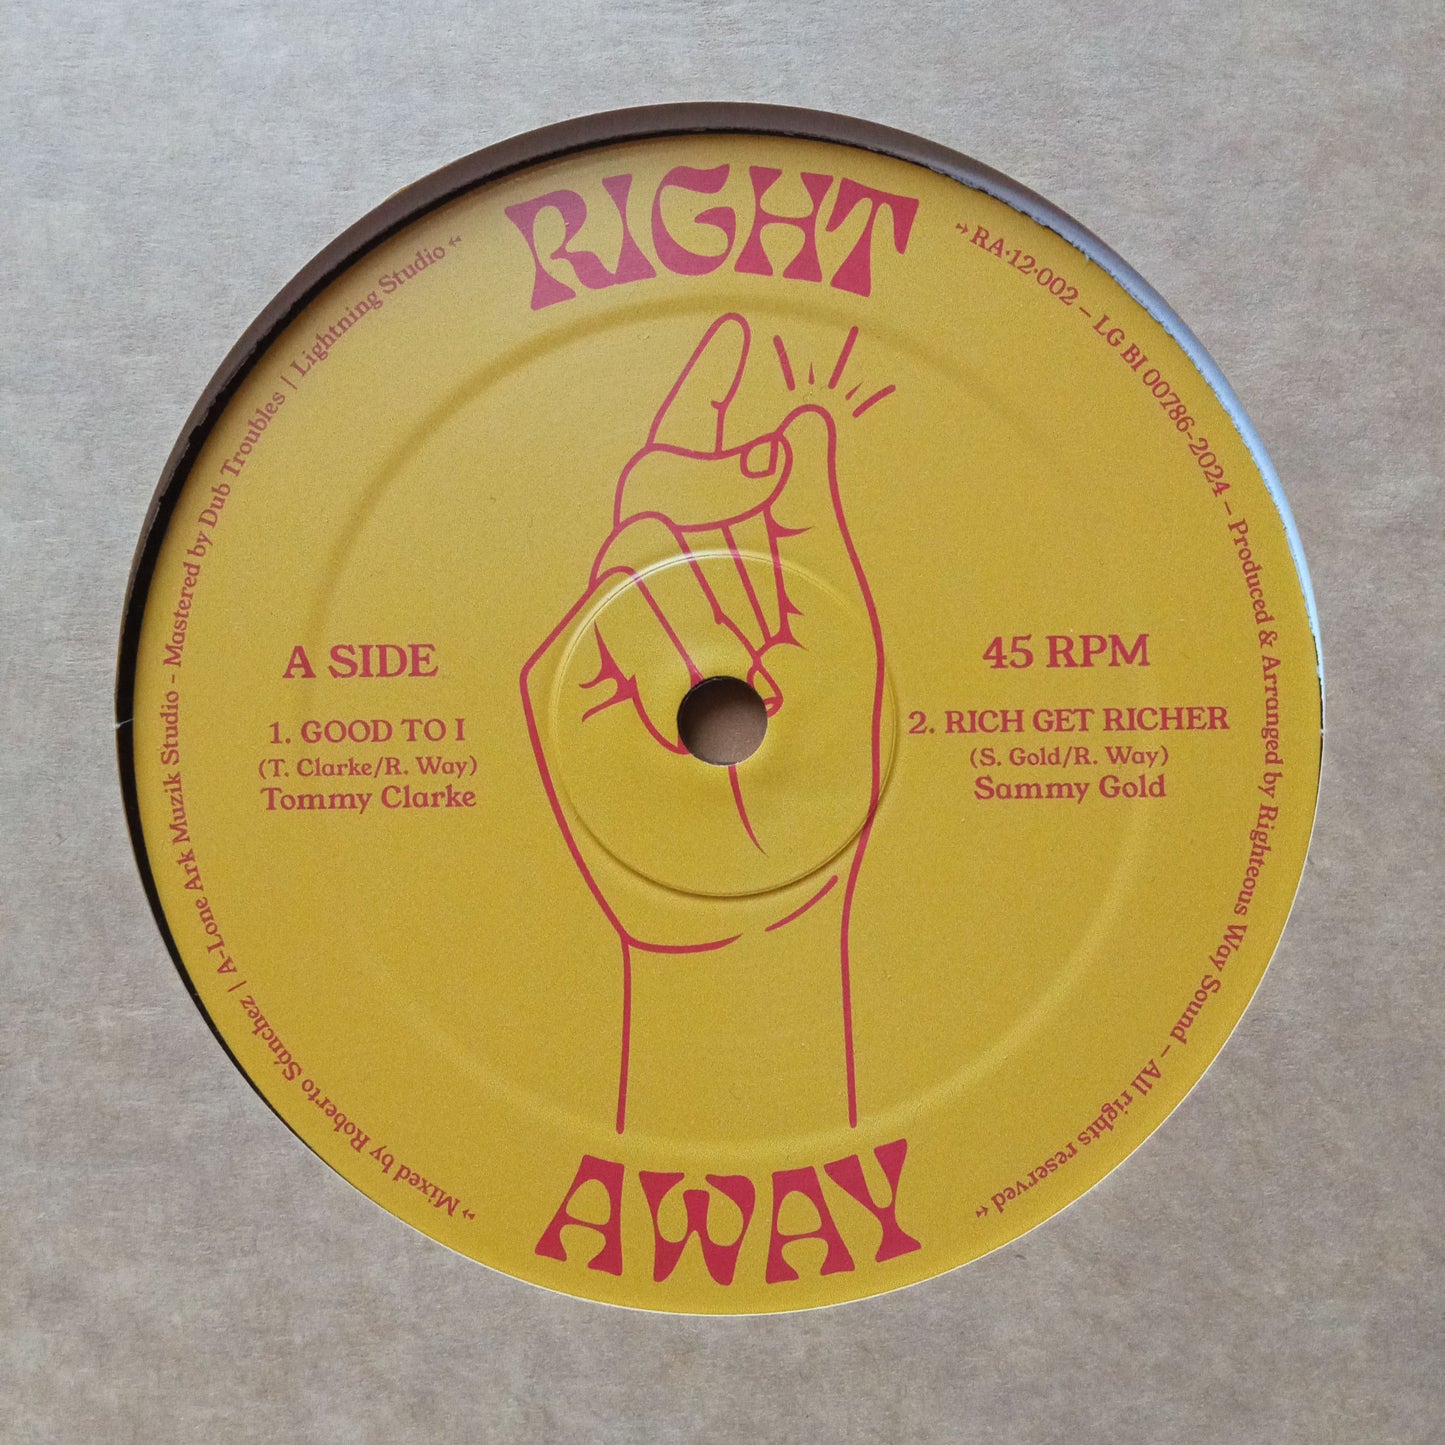 RIGHT
A SIDE
1. GOOD TO I
(T. Clarke/R. Way)
Tommy Clarke
45 RPM
2. RICH GET RICHER
(S. Gold/R. Way)
Sammy Gold
AWAY
Mixed by Roberto Sánchez | A-Lone Ark Muzik Studio - Mastered by Dub Troubles | Lightning Studio
RA·12·002 – LG BI 00786-2024 – Produced & Arranged by Righteous Way Sound – All rights reserved